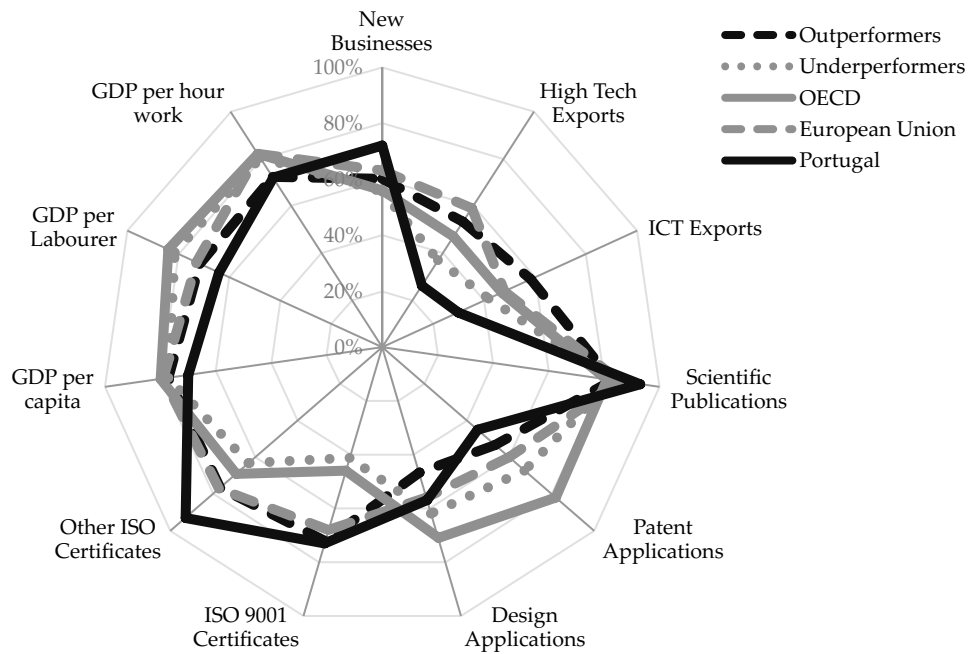 New
Businesses
100%
80%
60%
40%
20%
0%
High Tech
Exports
ICT Exports
Scientific
Publications
Patent
Applications
Design
Applications
ISO 9001
Certificates
Other ISO
Certificates
GDP per
capita
GDP per
Labourer
GDP per hour
work
Outperformers
Underperformers
OECD
European Union
Portugal